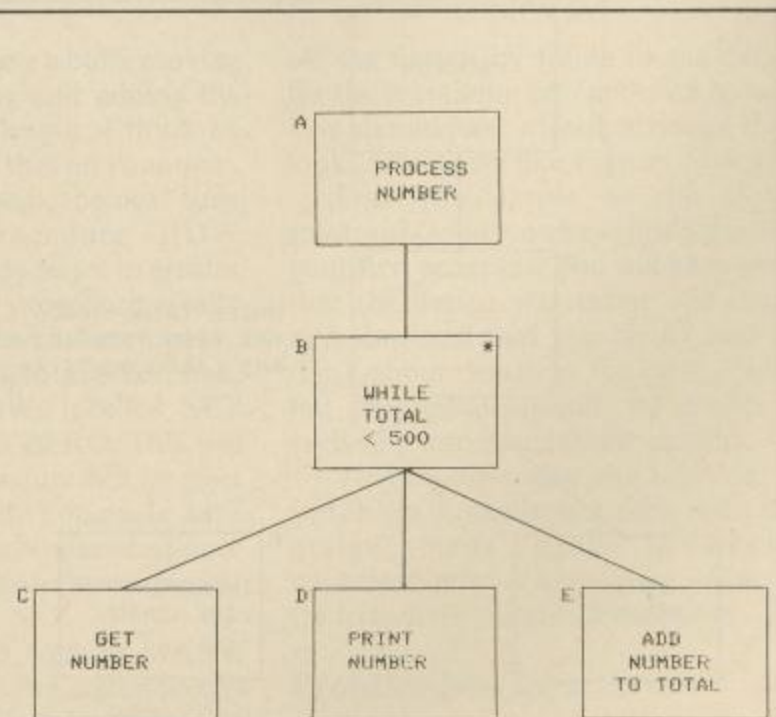 A
PROCESS
NUMBER
B
*
WHILE
TOTAL
< 500
C
GET
NUMBER
D
PRINT
NUMBER
E
ADD
NUMBER
TO TOTAL